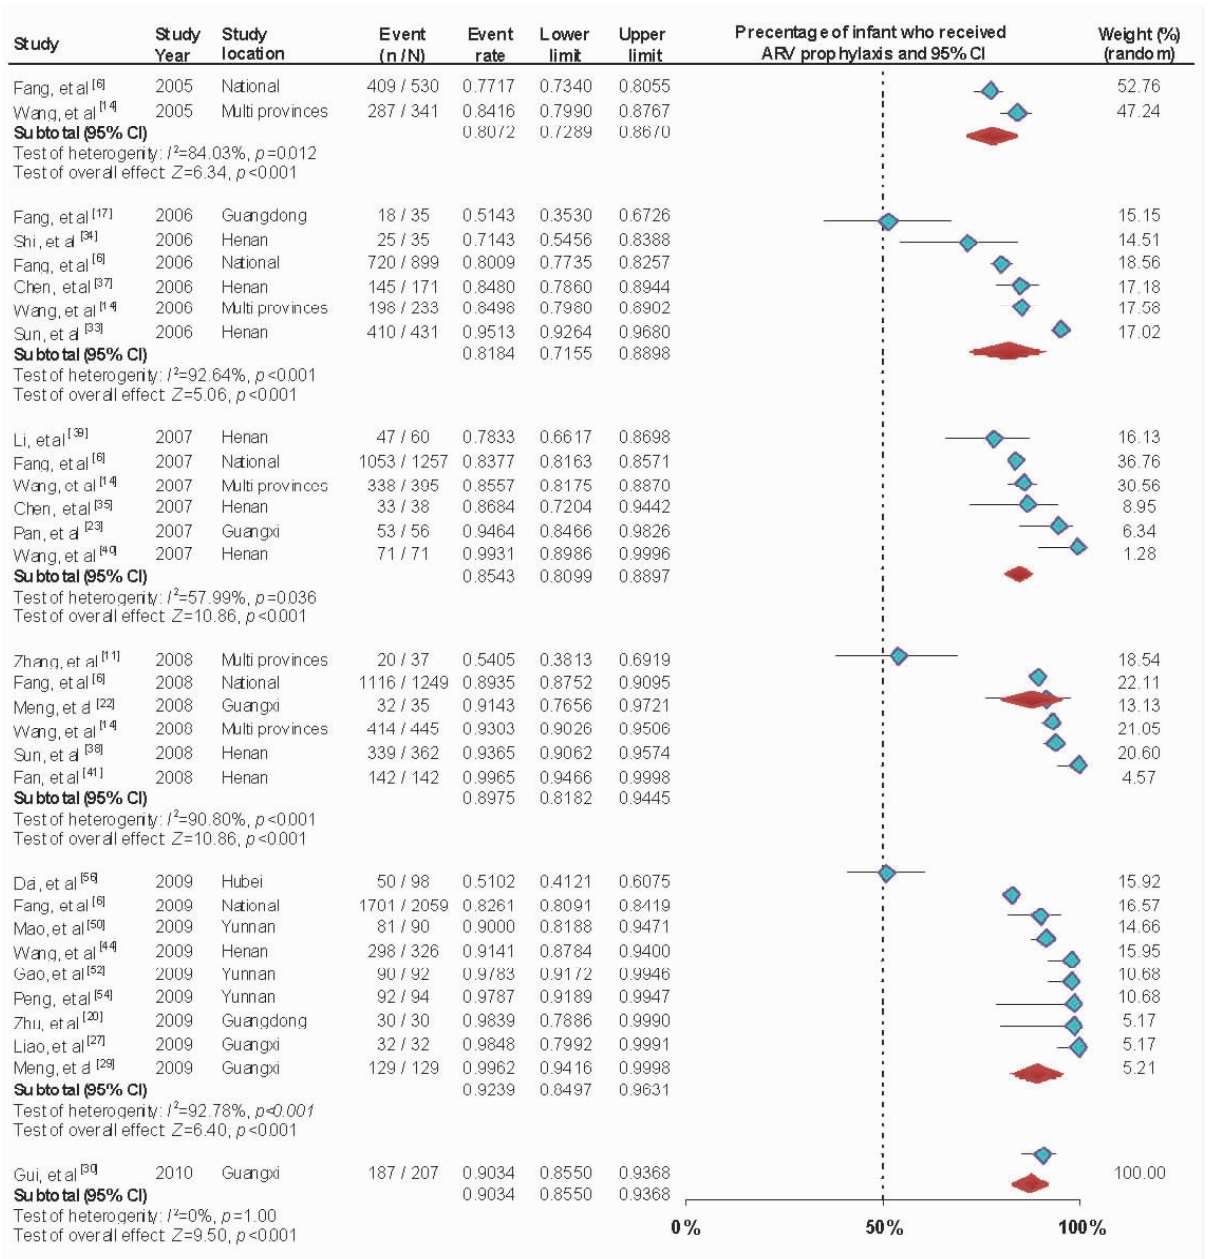 Study Study Year Study location Event (n/N) Event rate Lower limit Upper limit Precentage of infant who received ARV prophylaxis and 95% CI Weight (%) (random)
Fang, et al [6] 2005 National 409 / 530 0.7717 0.7340 0.8055 52.76
Wang, et al [14] 2005 Multi provinces 287 / 341 0.8416 0.7990 0.8767 47.24
Subtotal (95% CI) 0.8072 0.7289 0.8670
Test of heterogenity: I²=84.03%, p=0.012
Test of overall effect Z=6.34, p<0.001
Fang, et al [17] 2006 Guangdong 18 / 35 0.5143 0.3530 0.6726 15.15
Shi, et al [34] 2006 Henan 25 / 35 0.7143 0.5456 0.8388 14.51
Fang, et al [6] 2006 National 720 / 899 0.8009 0.7735 0.8257 18.56
Chen, et al [37] 2006 Henan 145 / 171 0.8480 0.7860 0.8944 17.18
Wang, et al [14] 2006 Multi provinces 198 / 233 0.8498 0.7980 0.8902 17.58
Sun, et al [33] 2006 Henan 410 / 431 0.9513 0.9264 0.9680 17.02
Subtotal (95% CI) 0.8184 0.7155 0.8898
Test of heterogenity: I²=92.64%, p<0.001
Test of overall effect Z=5.06, p<0.001
Li, et al [39] 2007 Henan 47 / 60 0.7833 0.6617 0.8698 16.13
Fang, et al [6] 2007 National 1053 / 1257 0.8377 0.8163 0.8571 36.76
Wang, et al [14] 2007 Multi provinces 338 / 395 0.8557 0.8175 0.8870 30.56
Chen, et al [35] 2007 Henan 33 / 38 0.8684 0.7204 0.9442 8.95
Pan, et al [23] 2007 Guangxi 53 / 56 0.9464 0.8466 0.9826 6.34
Wang, et al [40] 2007 Henan 71 / 71 0.9931 0.8986 0.9996 1.28
Subtotal (95% CI) 0.8543 0.8099 0.8897
Test of heterogenity: I²=57.99%, p=0.036
Test of overall effect Z=10.86, p<0.001
Zhang, et al [11] 2008 Multi provinces 20 / 37 0.5405 0.3813 0.6919 18.54
Fang, et al [6] 2008 National 1116 / 1249 0.8935 0.8752 0.9095 22.11
Meng, et al [22] 2008 Guangxi 32 / 35 0.9143 0.7656 0.9721 13.13
Wang, et al [14] 2008 Multi provinces 414 / 445 0.9303 0.9026 0.9506 21.05
Sun, et al [38] 2008 Henan 339 / 362 0.9365 0.9062 0.9574 20.60
Fan, et al [41] 2008 Henan 142 / 142 0.9965 0.9466 0.9998 4.57
Subtotal (95% CI) 0.8975 0.8182 0.9445
Test of heterogenity: I²=90.80%, p<0.001
Test of overall effect Z=10.86, p<0.001
Dai, et al [56] 2009 Hubei 50 / 98 0.5102 0.4121 0.6075 15.92
Fang, et al [6] 2009 National 1701 / 2059 0.8261 0.8091 0.8419 16.57
Mao, et al [50] 2009 Yunnan 81 / 90 0.9000 0.8188 0.9471 14.66
Wang, et al [44] 2009 Henan 298 / 326 0.9141 0.8784 0.9400 15.95
Gao, et al [52] 2009 Yunnan 90 / 92 0.9783 0.9172 0.9946 10.68
Peng, et al [54] 2009 Yunnan 92 / 94 0.9787 0.9189 0.9947 10.68
Zhu, et al [20] 2009 Guangdong 30 / 30 0.9839 0.7886 0.9990 5.17
Liao, et al [27] 2009 Guangxi 32 / 32 0.9848 0.7992 0.9991 5.17
Meng, et al [29] 2009 Guangxi 129 / 129 0.9962 0.9416 0.9998 5.21
Subtotal (95% CI) 0.9239 0.8497 0.9631
Test of heterogenity: I²=92.78%, p<0.001
Test of overall effect Z=6.40, p<0.001
Gui, et al [30] 2010 Guangxi 187 / 207 0.9034 0.8550 0.9368 100.00
Subtotal (95% CI) 0.9034 0.8550 0.9368
Test of heterogenity: I²=0%, p=1.00
Test of overall effect Z=9.50, p<0.001
0% 50% 100%